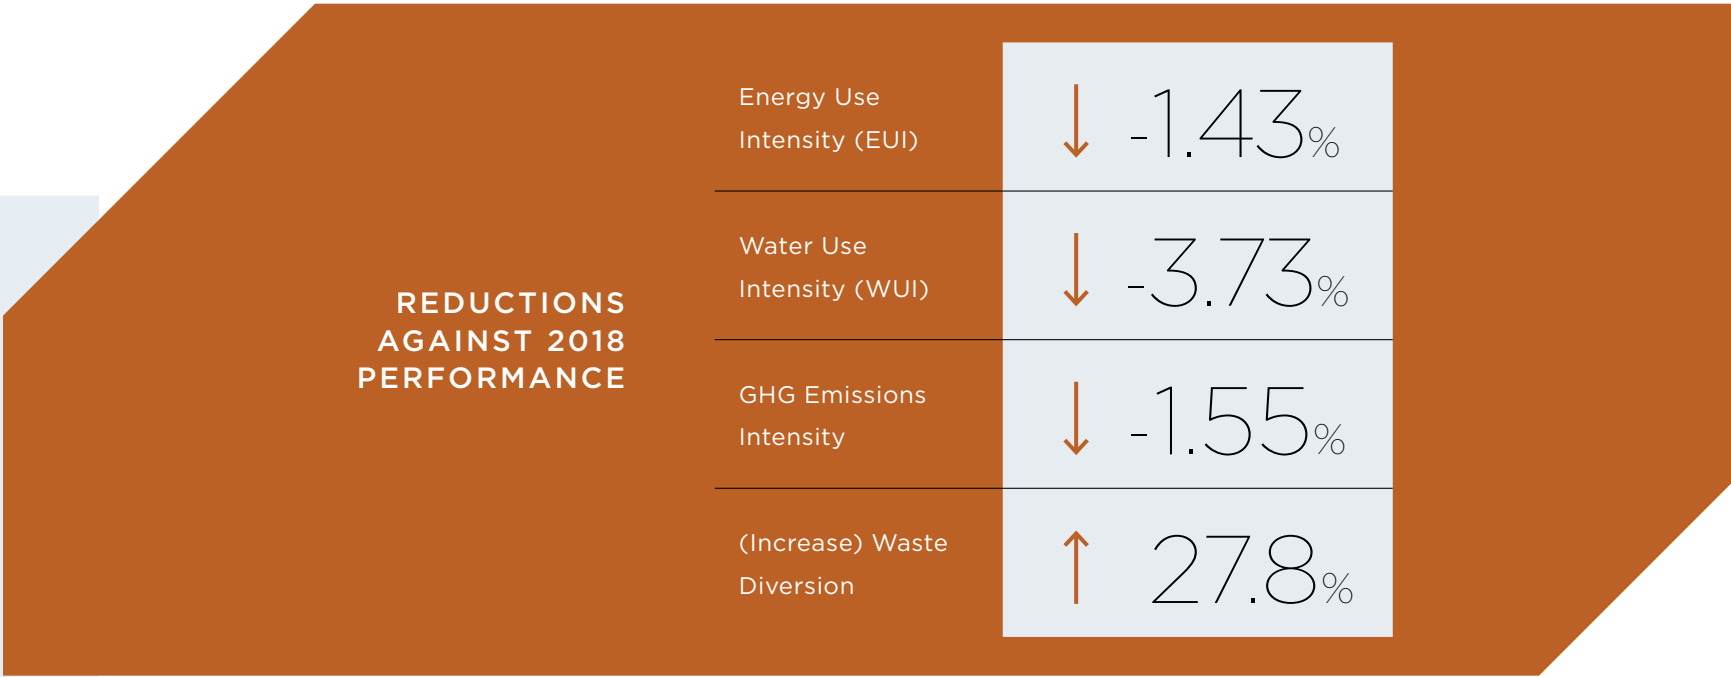 REDUCTIONS
AGAINST 2018
PERFORMANCE
Energy Use
Intensity (EUI)
-1.43%
Water Use
Intensity (WUI)
-3.73%
GHG Emissions
Intensity
-1.55%
(Increase) Waste
Diversion
27.8%